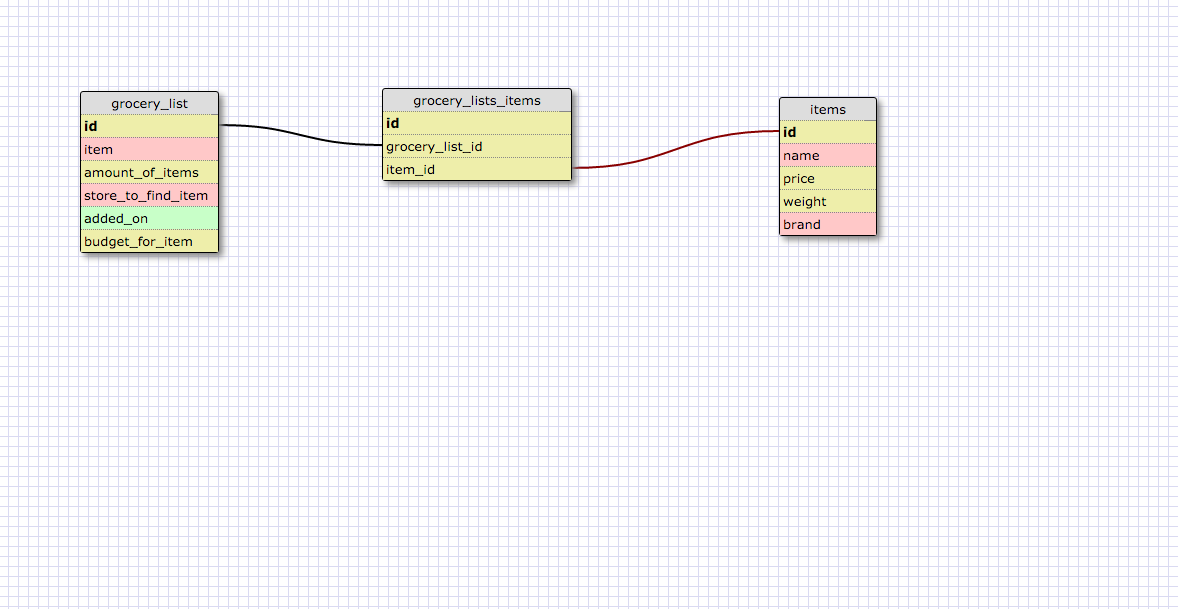 grocery_list
id
item
amount_of_items
store_to_find_item
added_on
budget_for_item
grocery_lists_items
id
grocery_list_id
item_id
items
id
name
price
weight
brand